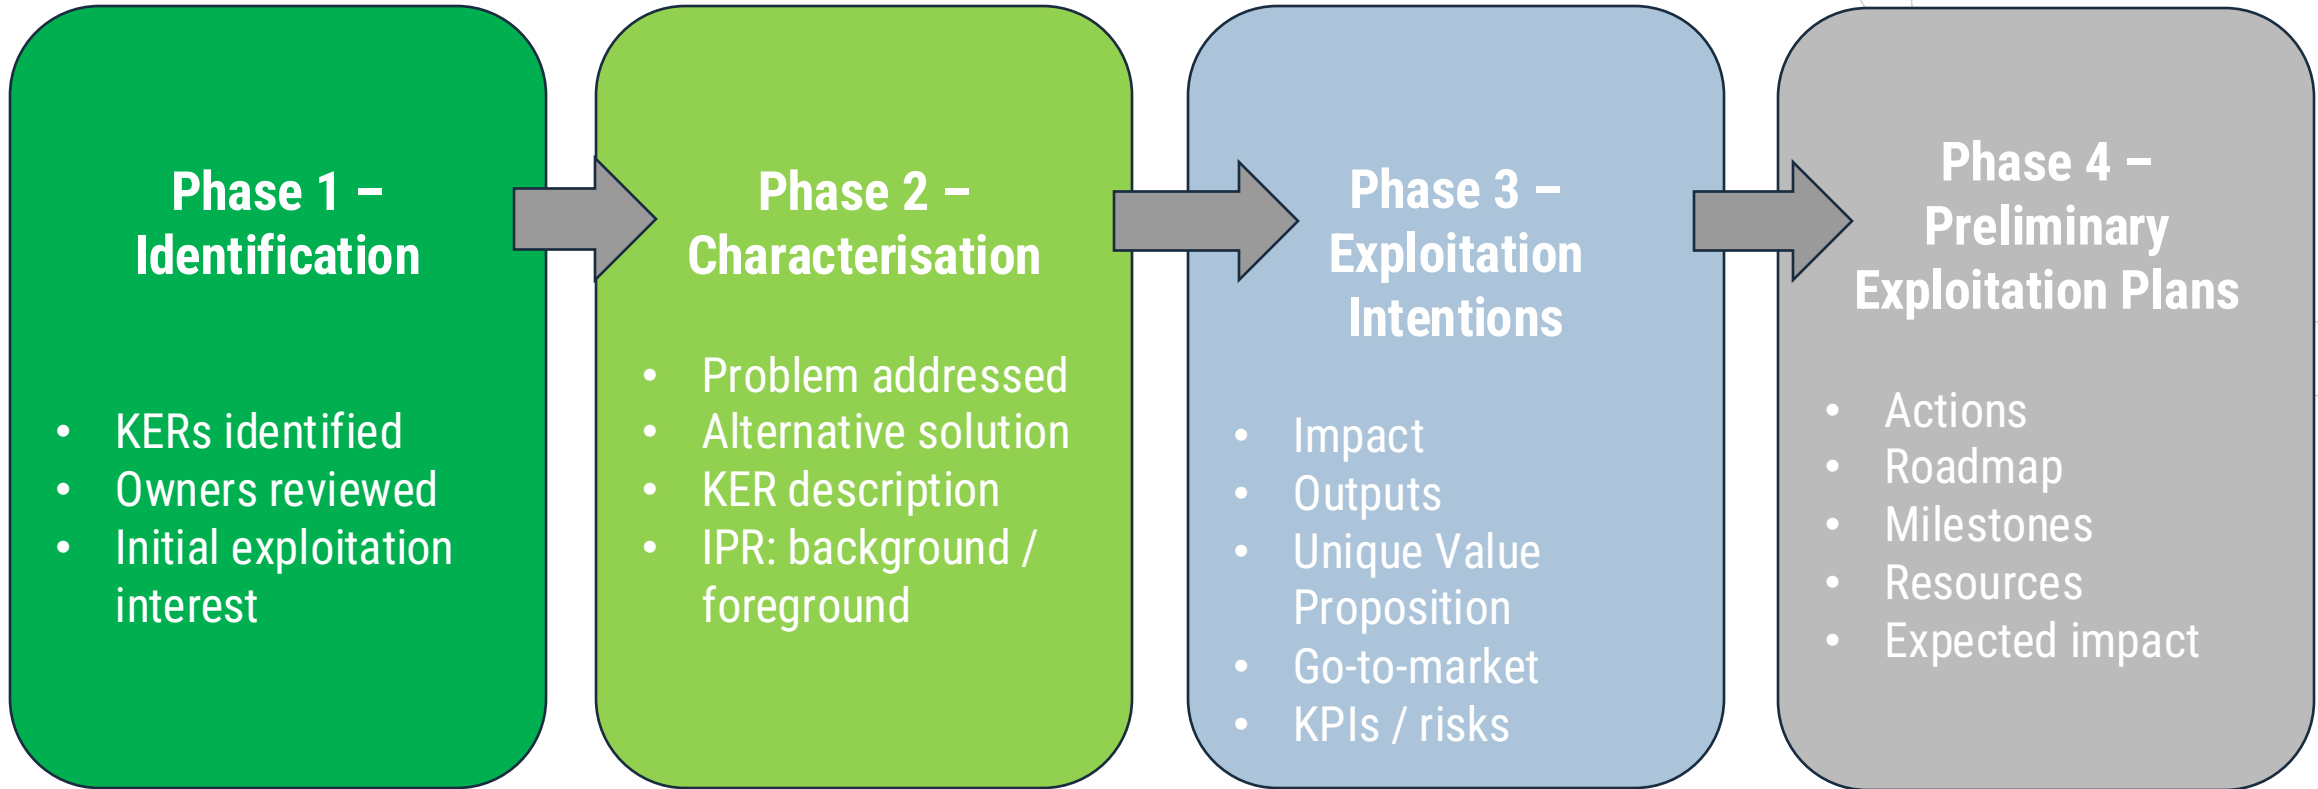 Phase 1 –
Identification
• KERs identified
• Owners reviewed
• Initial exploitation
interest
Phase 2 –
Characterisation
• Problem addressed
• Alternative solution
• KER description
• IPR: background /
foreground
Phase 3 –
Exploitation
Intentions
• Impact
• Outputs
• Unique Value
Proposition
• Go-to-market
• KPIs / risks
Phase 4 –
Preliminary
Exploitation Plans
• Actions
• Roadmap
• Milestones
• Resources
• Expected impact